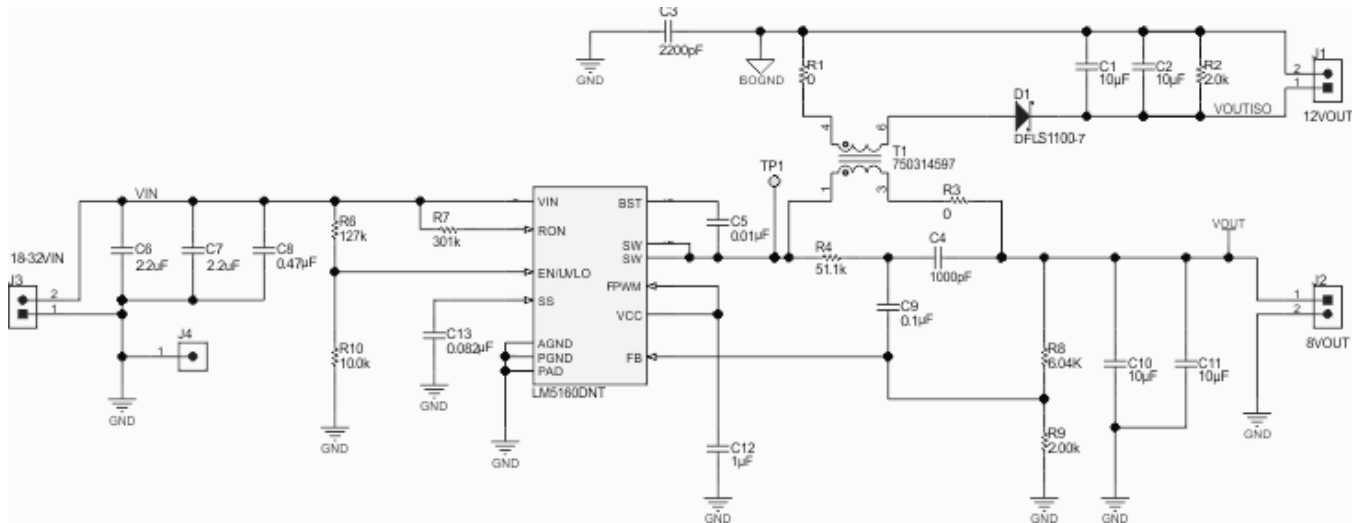 C3
2200pF
GND
BOGND
R1
0
C1
10µF
C2
10µF
R2
2.0k
J1
2
1
12VOUT
D1
DFLS1100-7
VOUTISO
4
6
T1
750314597
1
3
TP1
R3
0
VIN
R6
127k
R7
301k
VIN
RON
EN/UVLO
SS
AGND
PGND
PAD
BST
SW
SW
FPWM
VCC
FB
LM5160DNT
C5
0.01µF
R4
51.1k
C4
1000pF
VOUT
18-32VIN
J3
2
1
C6
2.2uF
C7
2.2uF
C8
0.47µF
J4
1
GND
R10
10.0k
GND
C13
0.082µF
GND
GND
C9
0.1µF
C12
1µF
GND
R8
6.04K
R9
2.00k
GND
C10
10µF
C11
10µF
GND
J2
1
2
8VOUT
GND